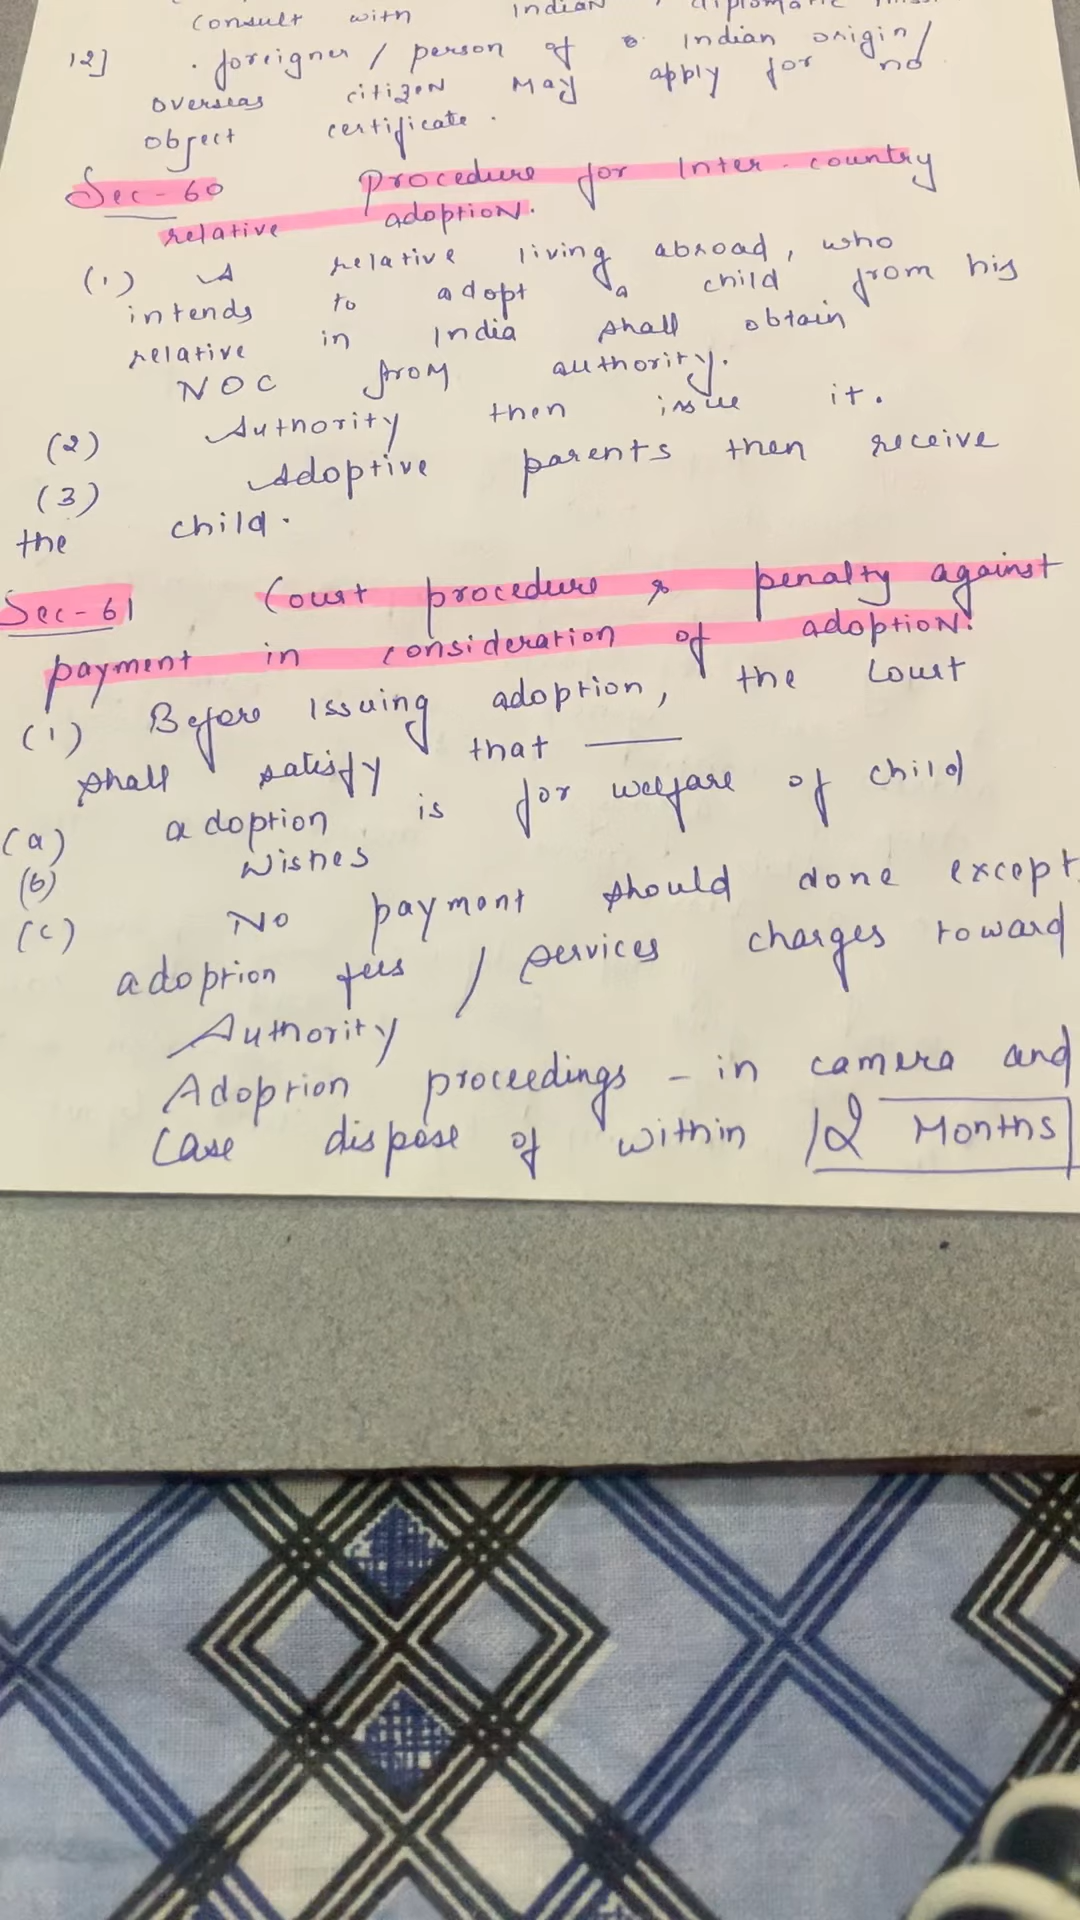 consult with Indian diplomatic
12] . foreigner / person of Indian origin /
overseas citizen may apply for no
object certificate.
Sec-60 Procedure for Inter-country
relative adoption.
(1) A relative living abroad, who
intends to adopt a child from his
relative in India shall obtain
NOC from authority.
(2) Authority then issue it.
(3) Adoptive parents then receive
the child.
Sec-61 Court procedure & penalty against
payment in consideration of adoption.
(1) Before issuing adoption, the court
shall satisfy that ——
(a) adoption is for welfare of child
(b) Wishes
(c) No payment should done except
adoption fees / services charges toward
Authority
Adoption proceedings - in camera and
case dispose of within 12 Months